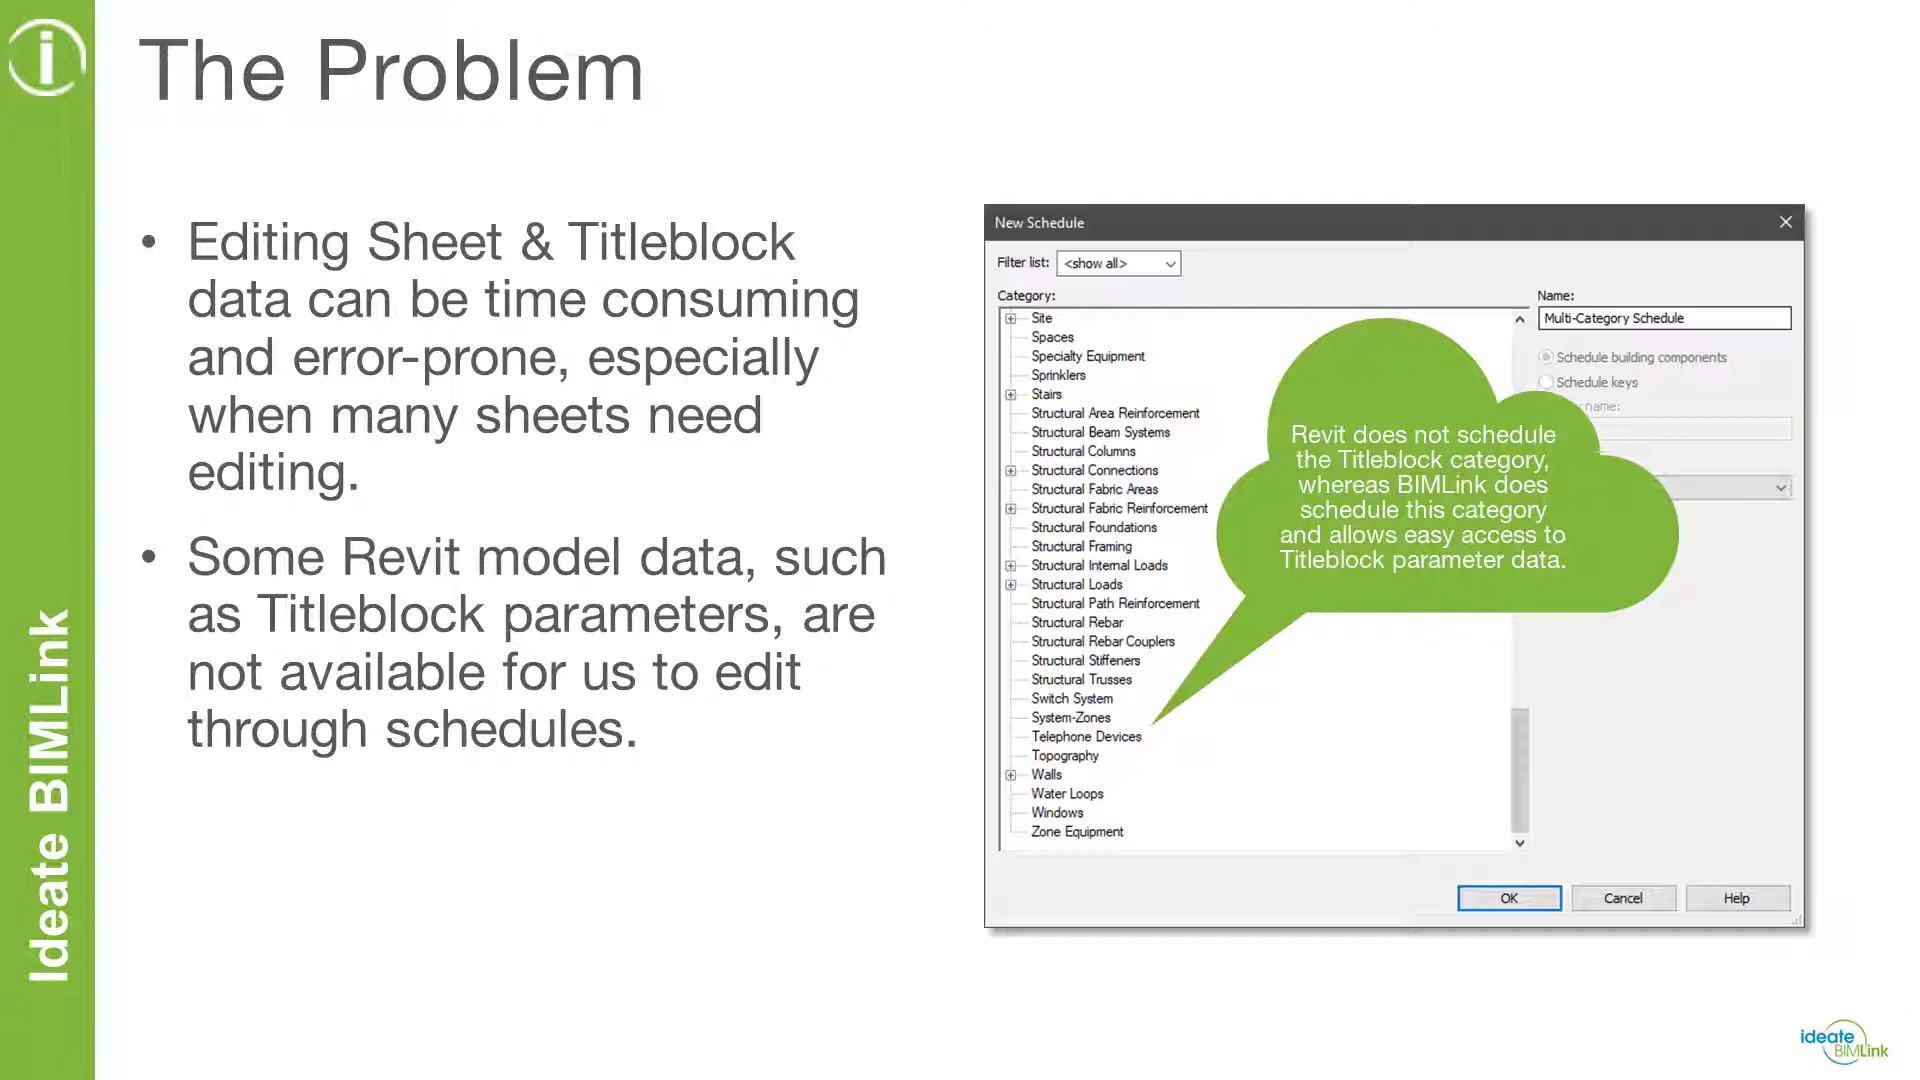 The Problem
• Editing Sheet & Titleblock
data can be time consuming
and error-prone, especially
when many sheets need
editing.
• Some Revit model data, such
as Titleblock parameters, are
not available for us to edit
through schedules.
Ideate BIMLink
New Schedule
Filter list: <show all>
Category:
Site
Spaces
Specialty Equipment
Sprinklers
Stairs
Structural Area Reinforcement
Structural Beam Systems
Structural Columns
Structural Connections
Structural Fabric Areas
Structural Fabric Reinforcement
Structural Foundations
Structural Framing
Structural Internal Loads
Structural Loads
Structural Path Reinforcement
Structural Rebar
Structural Rebar Couplers
Structural Stiffeners
Structural Trusses
Switch System
System-Zones
Telephone Devices
Topography
Walls
Water Loops
Windows
Zone Equipment
Name:
Multi-Category Schedule
Schedule building components
Schedule keys
name:
Revit does not schedule
the Titleblock category,
whereas BIMLink does
schedule this category
and allows easy access to
Titleblock parameter data.
OK
Cancel
Help
ideate
BIMLink